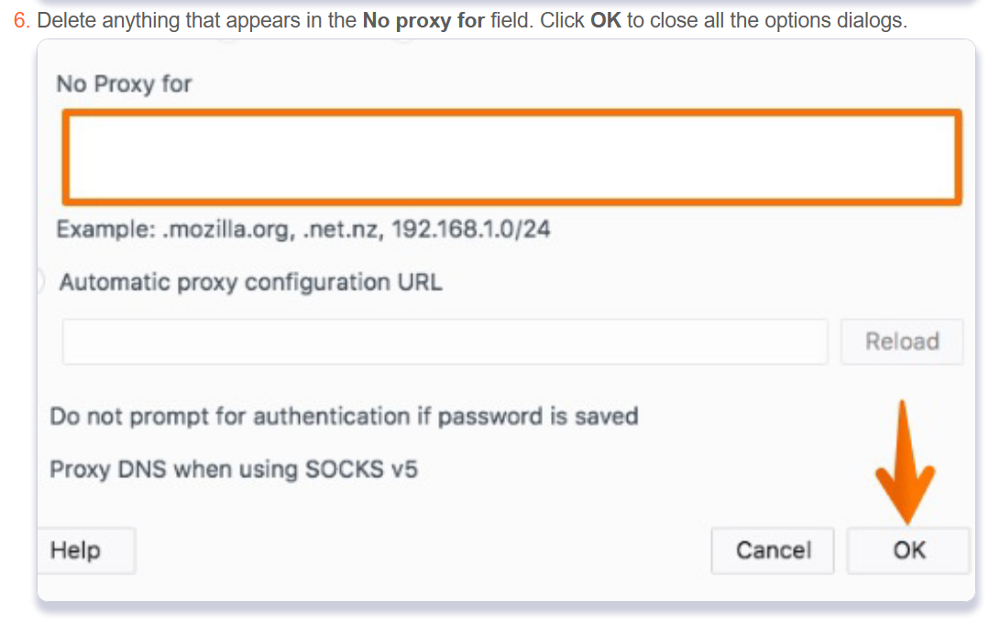 6. Delete anything that appears in the No proxy for field. Click OK to close all the options dialogs.
No Proxy for
Example: .mozilla.org, .net.nz, 192.168.1.0/24
Automatic proxy configuration URL
Reload
Do not prompt for authentication if password is saved
Proxy DNS when using SOCKS v5
Help Cancel OK